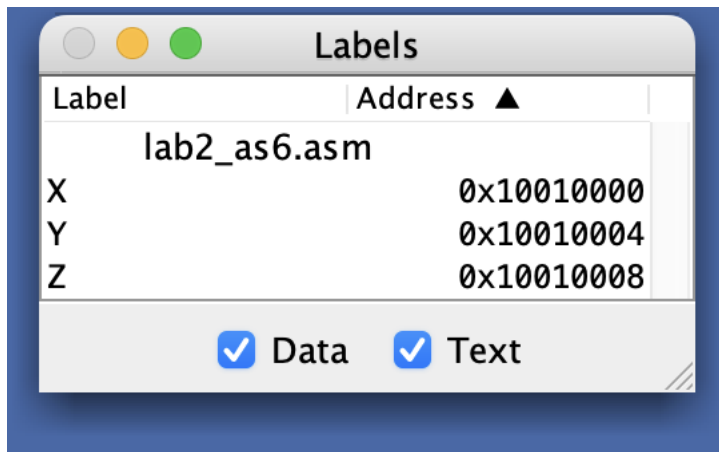 Labels
Label Address ▲
lab2_as6.asm
X 0x10010000
Y 0x10010004
Z 0x10010008
Data Text